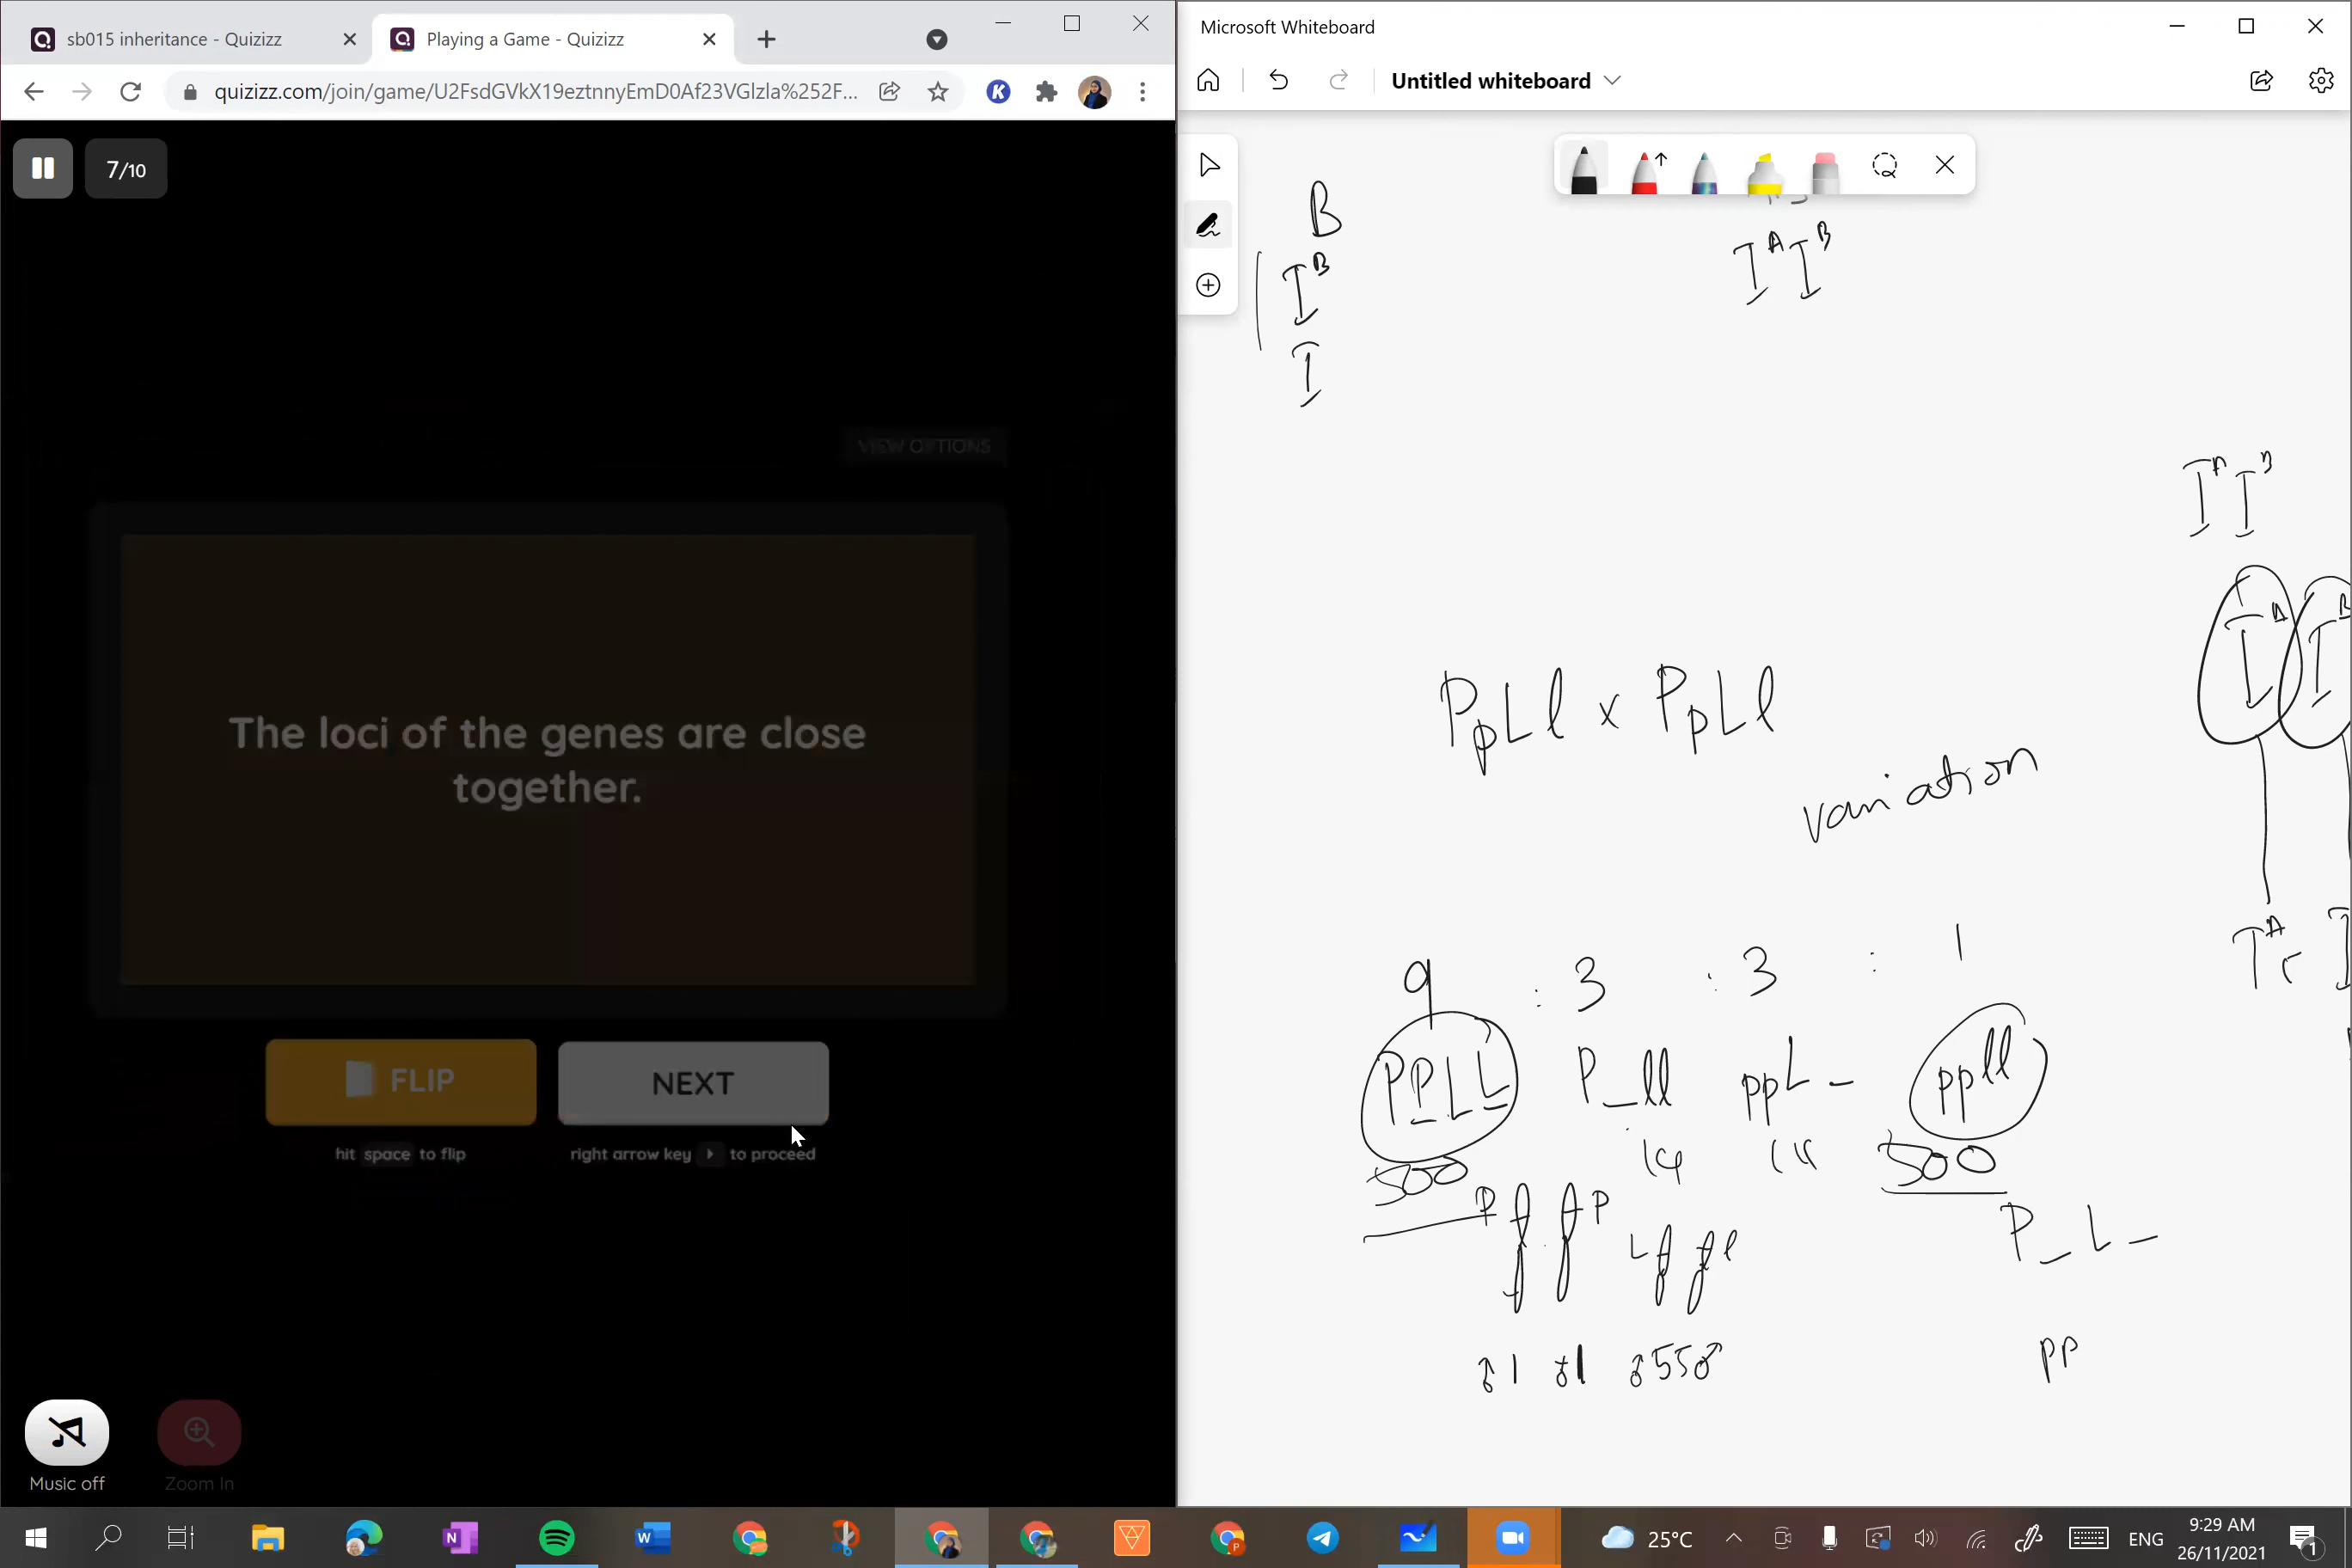 sb015 inheritance - Quizizz
Playing a Game - Quizizz
quizizz.com/join/game/U2FsdGVkX19eztnnyEmD0Af23VGlzla%252F...
7/10
VIEW OPTIONS
The loci of the genes are close
together.
FLIP
NEXT
hit space to flip
right arrow key to proceed
Music off
Zoom In
Microsoft Whiteboard
Untitled whiteboard
B
I^B
I
I^A I^B
I^A I^B
I^A I^B
PpLl x PpLl
variation
9 : 3 : 3 : 1
PPLL P_ll ppL_ ppll
500 14 14 500
P_L_
pp
25°C
ENG
9:29 AM
26/11/2021
1